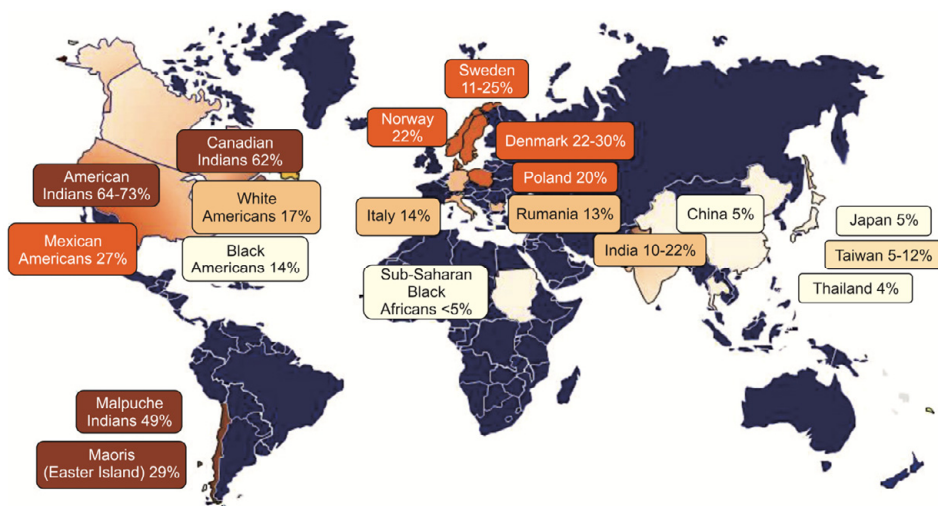 Sweden
11-25%
Norway
22%
Denmark 22-30%
Canadian
Indians 62%
American
Indians 64-73%
Poland 20%
White
Americans 17%
Italy 14%
Rumania 13%
China 5%
Japan 5%
Mexican
Americans 27%
Black
Americans 14%
India 10-22%
Taiwan 5-12%
Sub-Saharan
Black
Africans <5%
Thailand 4%
Malpuche
Indians 49%
Maoris
(Easter Island) 29%